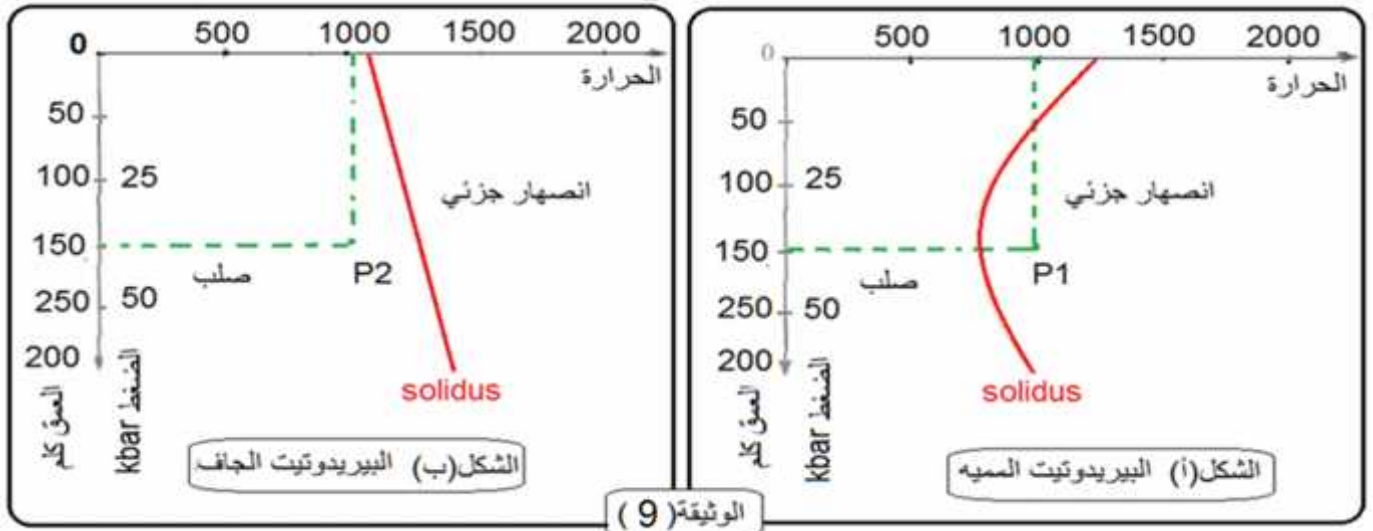 0 500 1000 1500 2000
الحرارة
50
100 25
انصهار جزئي
150
صلب
P1
250 50
200
solidus
العمق كلم
الضغط kbar
الشكل(أ) البيريدوتيت المميه
0 500 1000 1500 2000
الحرارة
50
100 25
انصهار جزئي
150
صلب
P2
250 50
200
solidus
العمق كلم
الضغط kbar
الشكل(ب) البيريدوتيت الجاف
الوثيقة( 9 )